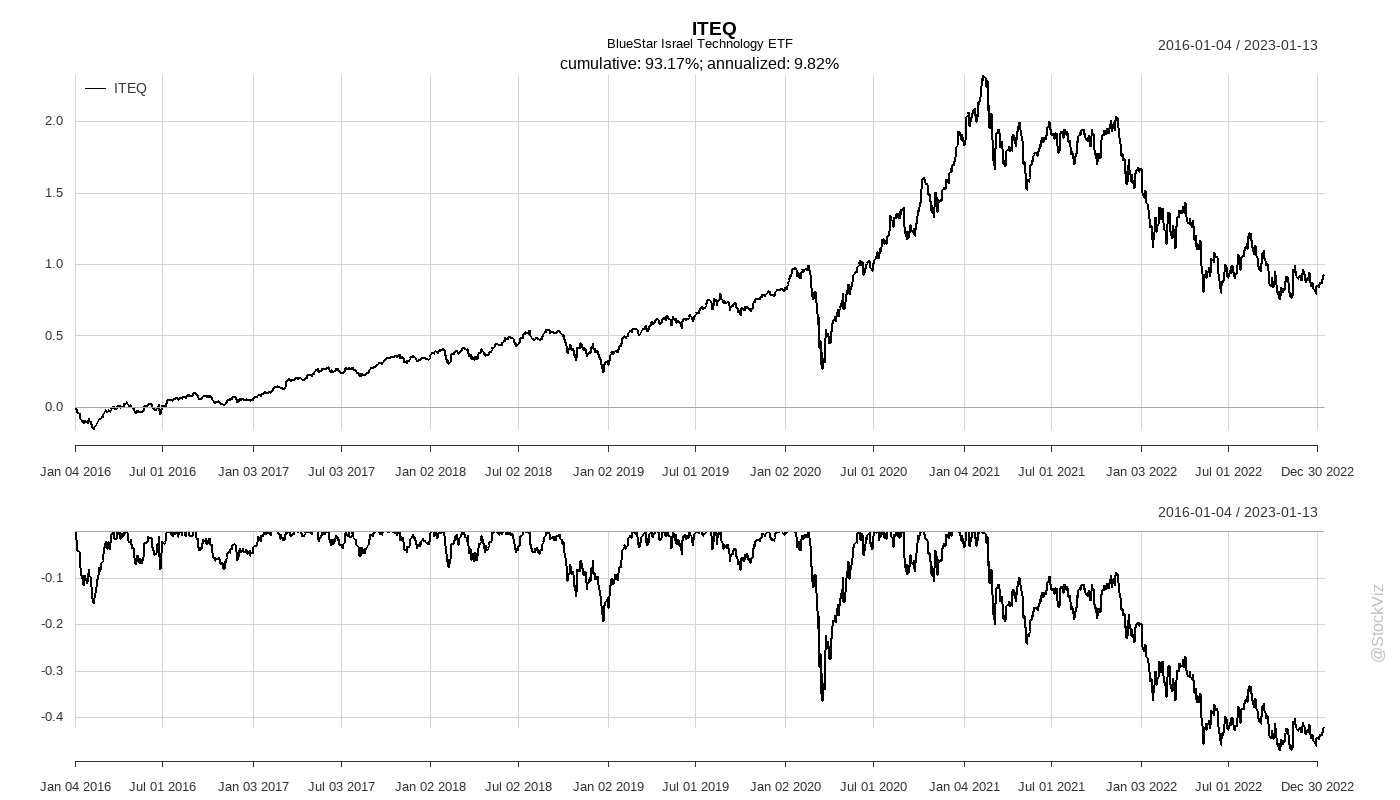 ITEQ
BlueStar Israel Technology ETF
cumulative: 93.17%; annualized: 9.82%
2016-01-04 / 2023-01-13
ITEQ
2.0
1.5
1.0
0.5
0.0
Jan 04 2016 Jul 01 2016 Jan 03 2017 Jul 03 2017 Jan 02 2018 Jul 02 2018 Jan 02 2019 Jul 01 2019 Jan 02 2020 Jul 01 2020 Jan 04 2021 Jul 01 2021 Jan 03 2022 Jul 01 2022 Dec 30 2022
2016-01-04 / 2023-01-13
-0.1
-0.2
-0.3
-0.4
Jan 04 2016 Jul 01 2016 Jan 03 2017 Jul 03 2017 Jan 02 2018 Jul 02 2018 Jan 02 2019 Jul 01 2019 Jan 02 2020 Jul 01 2020 Jan 04 2021 Jul 01 2021 Jan 03 2022 Jul 01 2022 Dec 30 2022
@StockViz